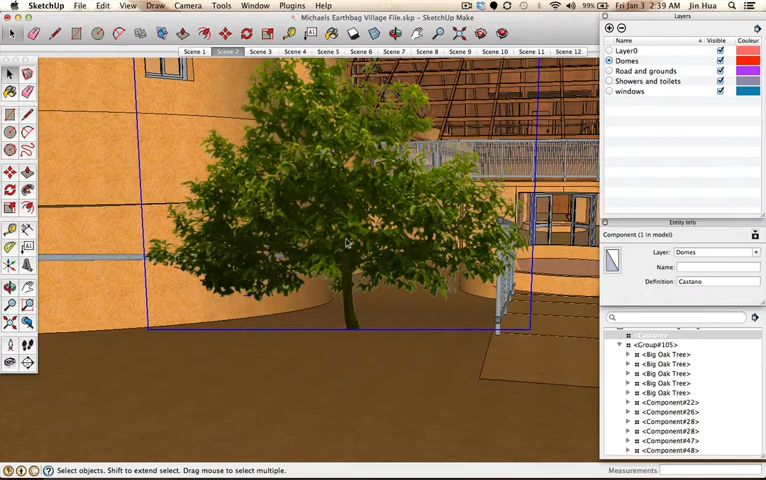 SketchUp File Edit View Draw Camera Tools Window Plugins Help
99% Fri Jan 3 2:39 AM Jin Hua
Michaels Earthbag Village File.skp - SketchUp Make
Scene 1 Scene 2 Scene 3 Scene 4 Scene 5 Scene 6 Scene 7 Scene 8 Scene 9 Scene 10 Scene 11 Scene 12
Layers
Name Visible Colour
Layer0
Domes
Road and grounds
Showers and toilets
windows
Entity Info
Component (1 in model)
Layer: Domes
Name:
Definition: Castano
<Castano>
<Group#105>
<Big Oak Tree>
<Big Oak Tree>
<Big Oak Tree>
<Big Oak Tree>
<Big Oak Tree>
<Component#22>
<Component#26>
<Component#28>
<Component#28>
<Component#47>
<Component#48>
Select objects. Shift to extend select. Drag mouse to select multiple.
Measurements